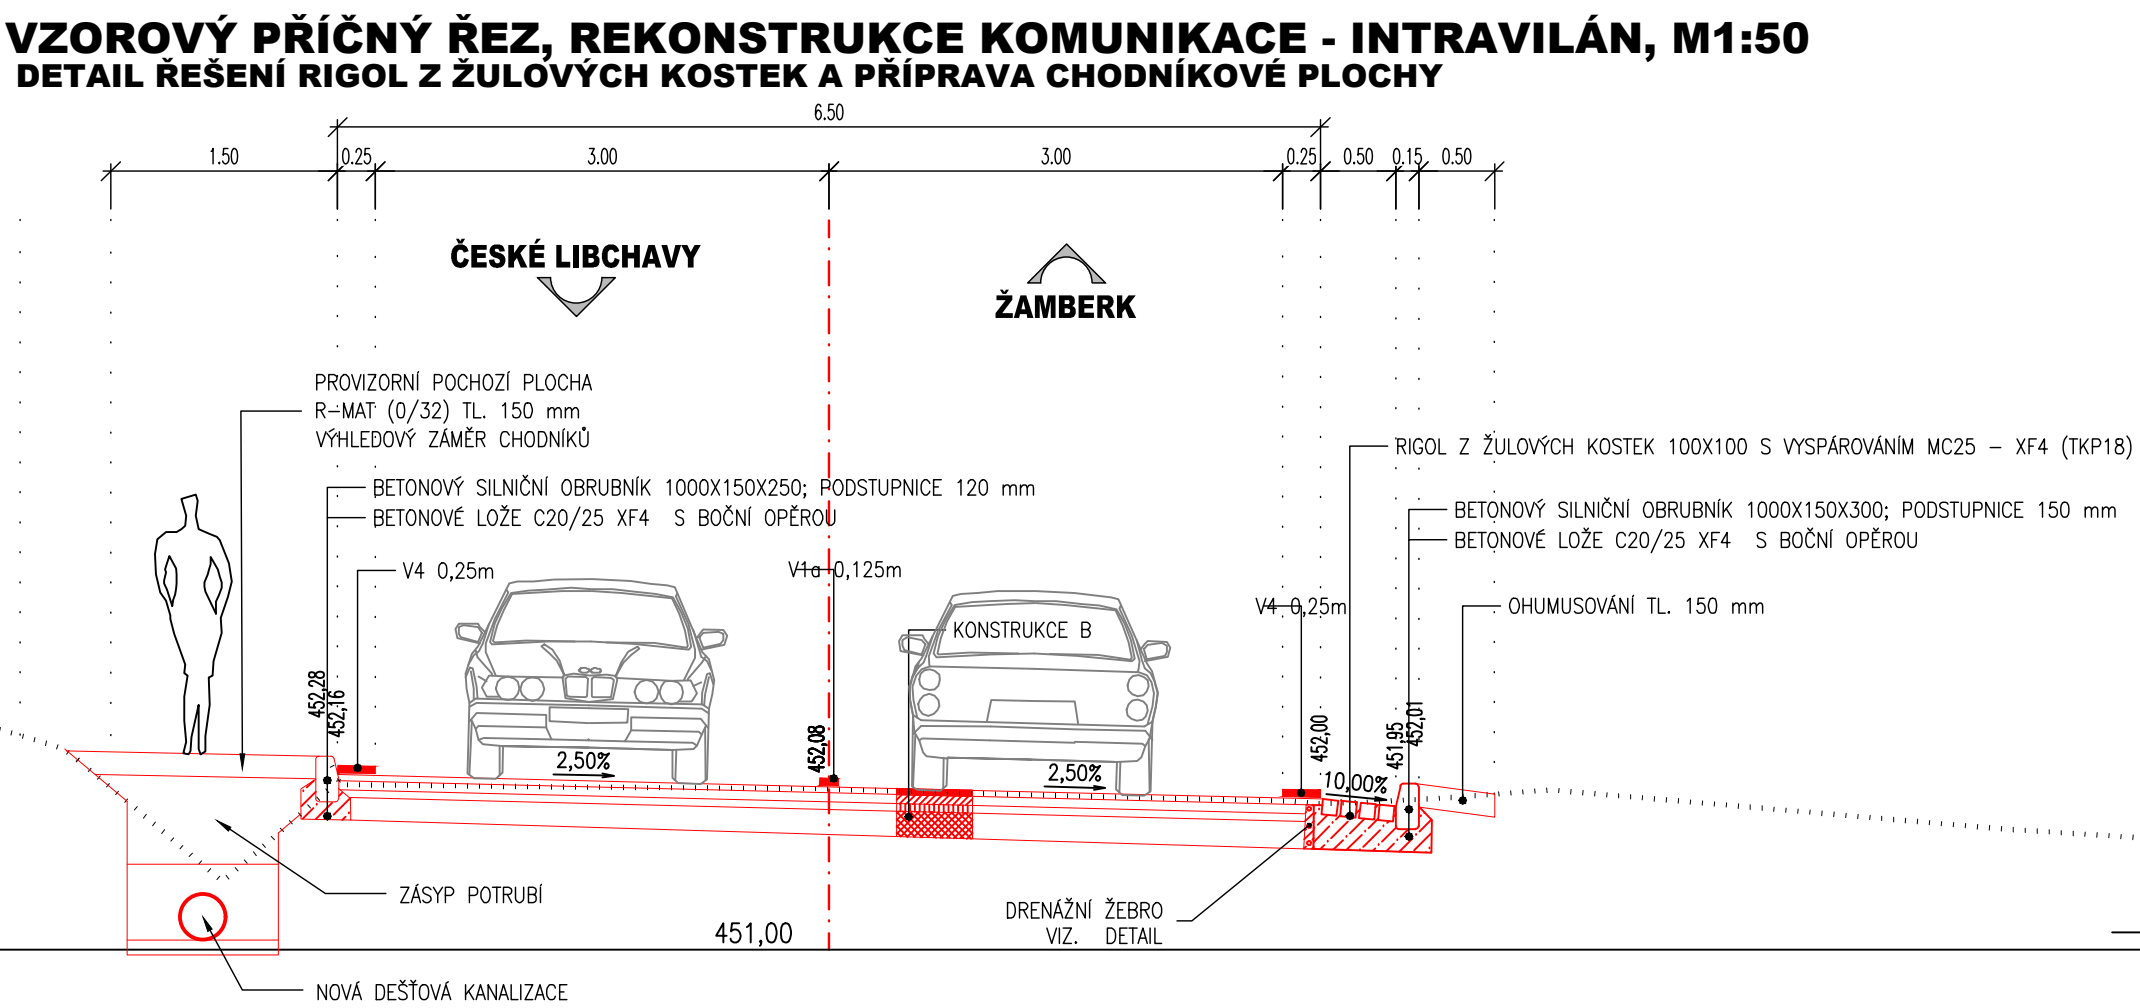 VZOROVÝ PŘÍČNÝ ŘEZ, REKONSTRUKCE KOMUNIKACE - INTRAVILÁN, M1:50
DETAIL ŘEŠENÍ RIGOL Z ŽULOVÝCH KOSTEK A PŘÍPRAVA CHODNÍKOVÉ PLOCHY
6.50
1.50 0.25 3.00 3.00 0.25 0.50 0.15 0.50
ČESKÉ LIBCHAVY
ŽAMBERK
PROVIZORNÍ POCHOZÍ PLOCHA
R-MAT (0/32) TL. 150 mm
VÝHLEDOVÝ ZÁMĚR CHODNÍKŮ
RIGOL Z ŽULOVÝCH KOSTEK 100X100 S VYSPÁROVÁNÍM MC25 – XF4 (TKP18)
BETONOVÝ SILNIČNÍ OBRUBNÍK 1000X150X250; PODSTUPNICE 120 mm
BETONOVÉ LOŽE C20/25 XF4 S BOČNÍ OPĚROU
BETONOVÝ SILNIČNÍ OBRUBNÍK 1000X150X300; PODSTUPNICE 150 mm
BETONOVÉ LOŽE C20/25 XF4 S BOČNÍ OPĚROU
V4 0,25m
V1a 0,125m
V4 0,25m
OHUMUSOVÁNÍ TL. 150 mm
KONSTRUKCE B
452,28
452,16
452,08
452,00
451,95
452,01
2,50%
2,50%
10,00%
ZÁSYP POTRUBÍ
DRENÁŽNÍ ŽEBRO
VIZ. DETAIL
451,00
NOVÁ DEŠŤOVÁ KANALIZACE